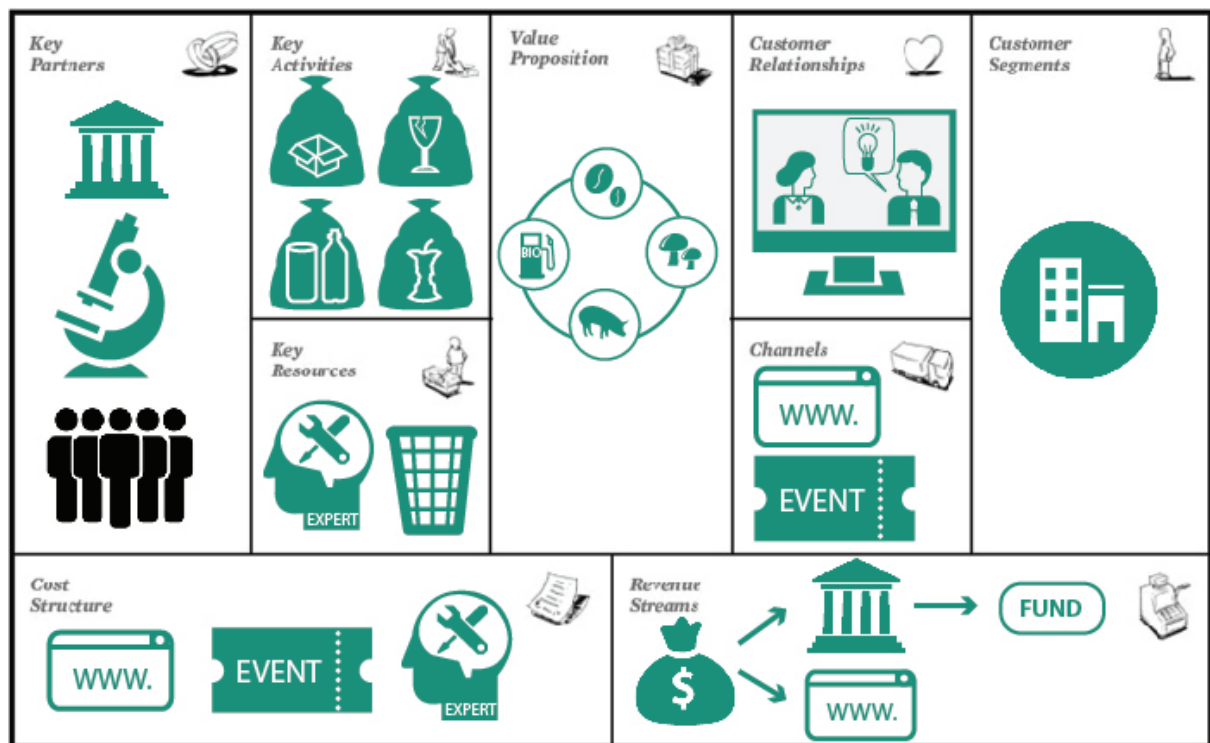 Key
Partners
Key
Activities
Value
Proposition
Customer
Relationships
Customer
Segments
BIO
Key
Resources
EXPERT
Channels
WWW.
EVENT
Cost
Structure
WWW.
EVENT
EXPERT
Revenue
Streams
$
FUND
WWW.